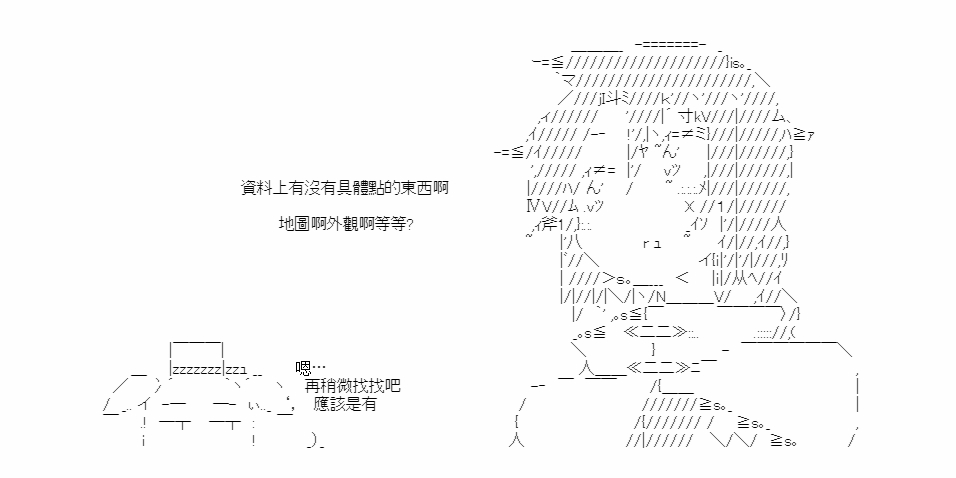 資料上有沒有具體點的東西啊
地圖啊外觀啊等等?
嗯…
再稍微找找吧
應該是有